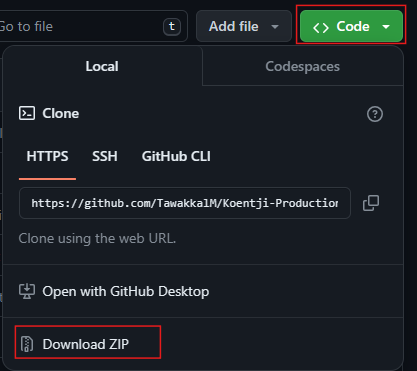 Go to file t Add file Code
Local Codespaces
Clone
HTTPS SSH GitHub CLI
https://github.com/TawakkalM/Koentji-Production
Clone using the web URL.
Open with GitHub Desktop
Download ZIP